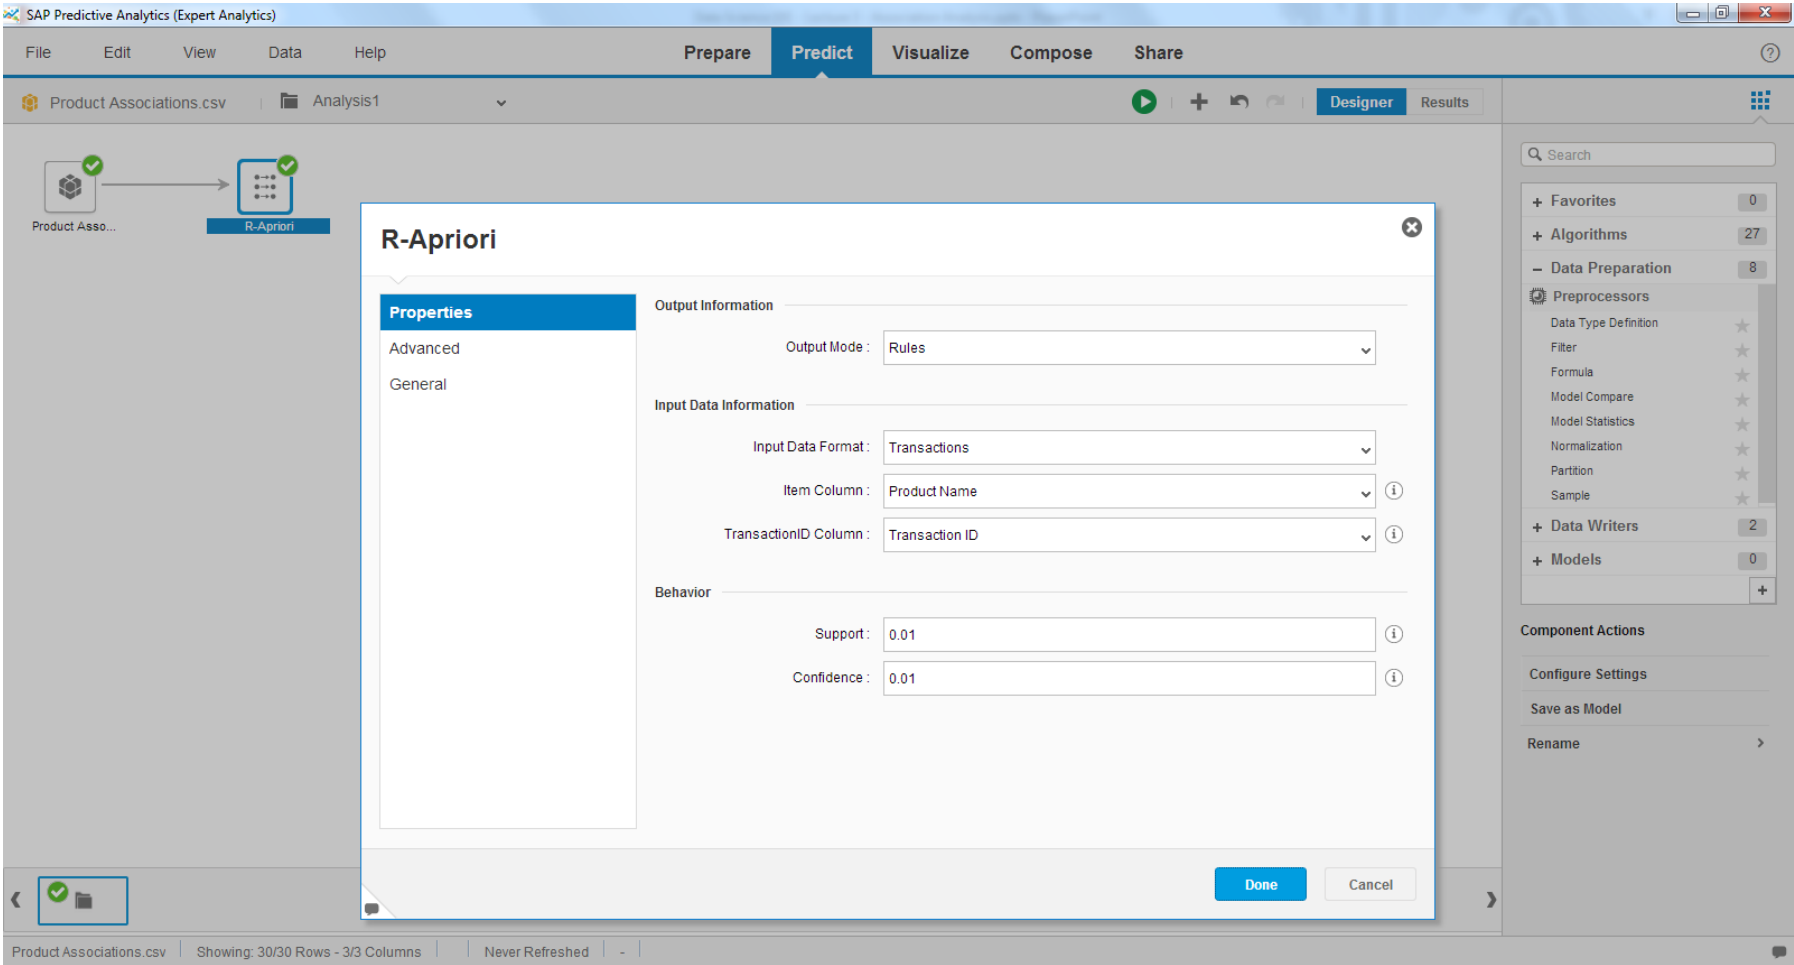 SAP Predictive Analytics (Expert Analytics)
File Edit View Data Help Prepare Predict Visualize Compose Share
Product Associations.csv Analysis1 Designer Results
Product Asso... R-Apriori
R-Apriori
Properties
Advanced
General
Output Information
Output Mode : Rules
Input Data Information
Input Data Format : Transactions
Item Column : Product Name
TransactionID Column : Transaction ID
Behavior
Support : 0.01
Confidence : 0.01
Done Cancel
Search
+ Favorites 0
+ Algorithms 27
– Data Preparation 8
Preprocessors
Data Type Definition
Filter
Formula
Model Compare
Model Statistics
Normalization
Partition
Sample
+ Data Writers 2
+ Models 0
+
Component Actions
Configure Settings
Save as Model
Rename
Product Associations.csv Showing: 30/30 Rows - 3/3 Columns Never Refreshed -